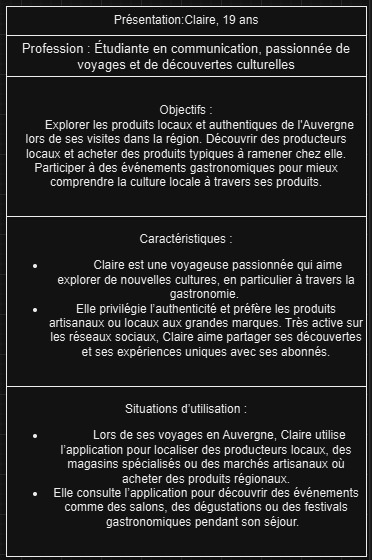 Présentation:Claire, 19 ans
Profession : Étudiante en communication, passionnée de
voyages et de découvertes culturelles
Objectifs :
Explorer les produits locaux et authentiques de l'Auvergne
lors de ses visites dans la région. Découvrir des producteurs
locaux et acheter des produits typiques à ramener chez elle.
Participer à des événements gastronomiques pour mieux
comprendre la culture locale à travers ses produits.
Caractéristiques :
• Claire est une voyageuse passionnée qui aime
explorer de nouvelles cultures, en particulier à travers la
gastronomie.
• Elle privilégie l'authenticité et préfère les produits
artisanaux ou locaux aux grandes marques. Très active sur
les réseaux sociaux, Claire aime partager ses découvertes
et ses expériences uniques avec ses abonnés.
Situations d'utilisation :
• Lors de ses voyages en Auvergne, Claire utilise
l'application pour localiser des producteurs locaux, des
magasins spécialisés ou des marchés artisanaux où
acheter des produits régionaux.
• Elle consulte l'application pour découvrir des événements
comme des salons, des dégustations ou des festivals
gastronomiques pendant son séjour.